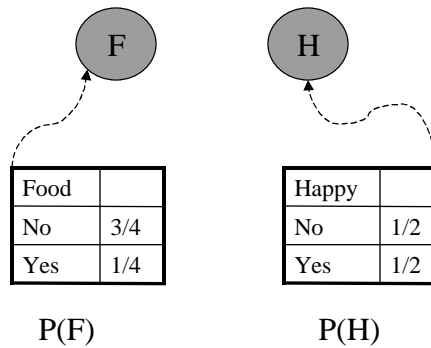 F
H
Food
No 3/4
Yes 1/4
Happy
No 1/2
Yes 1/2
P(F)
P(H)